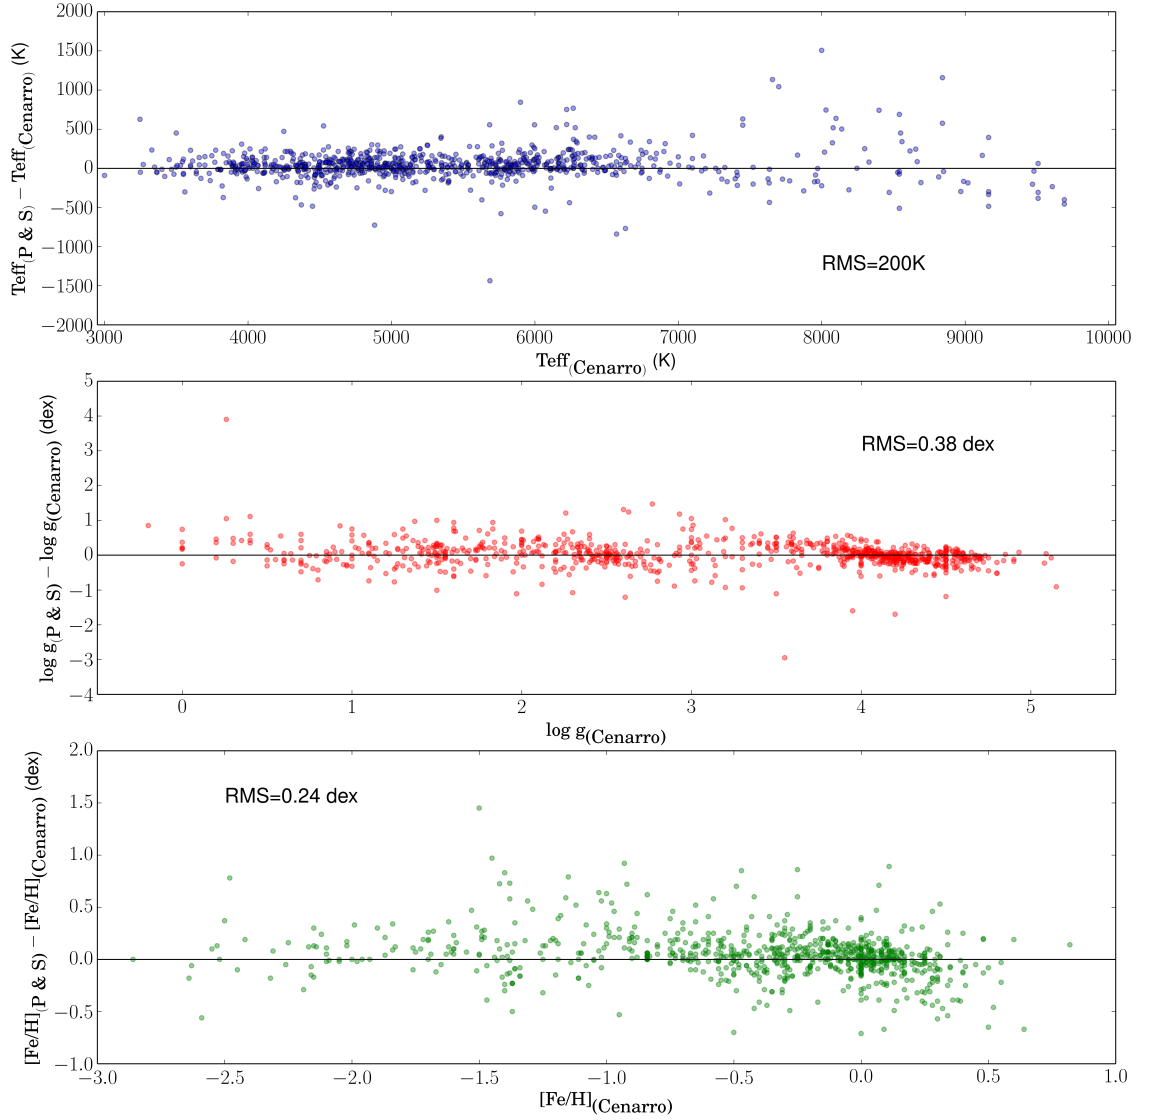 2000
1500
1000
500
0
−500
−1000
−1500
−2000
Teff(P & S) − Teff(Cenarro) (K)
RMS=200K
3000 4000 5000 6000 7000 8000 9000 10000
Teff(Cenarro) (K)
5
4
3
2
1
0
−1
−2
−3
−4
log g(P & S) − log g(Cenarro) (dex)
RMS=0.38 dex
0 1 2 3 4 5
log g(Cenarro)
2.0
1.5
1.0
0.5
0.0
−0.5
−1.0
[Fe/H](P & S) − [Fe/H](Cenarro) (dex)
RMS=0.24 dex
−3.0 −2.5 −2.0 −1.5 −1.0 −0.5 0.0 0.5 1.0
[Fe/H](Cenarro)